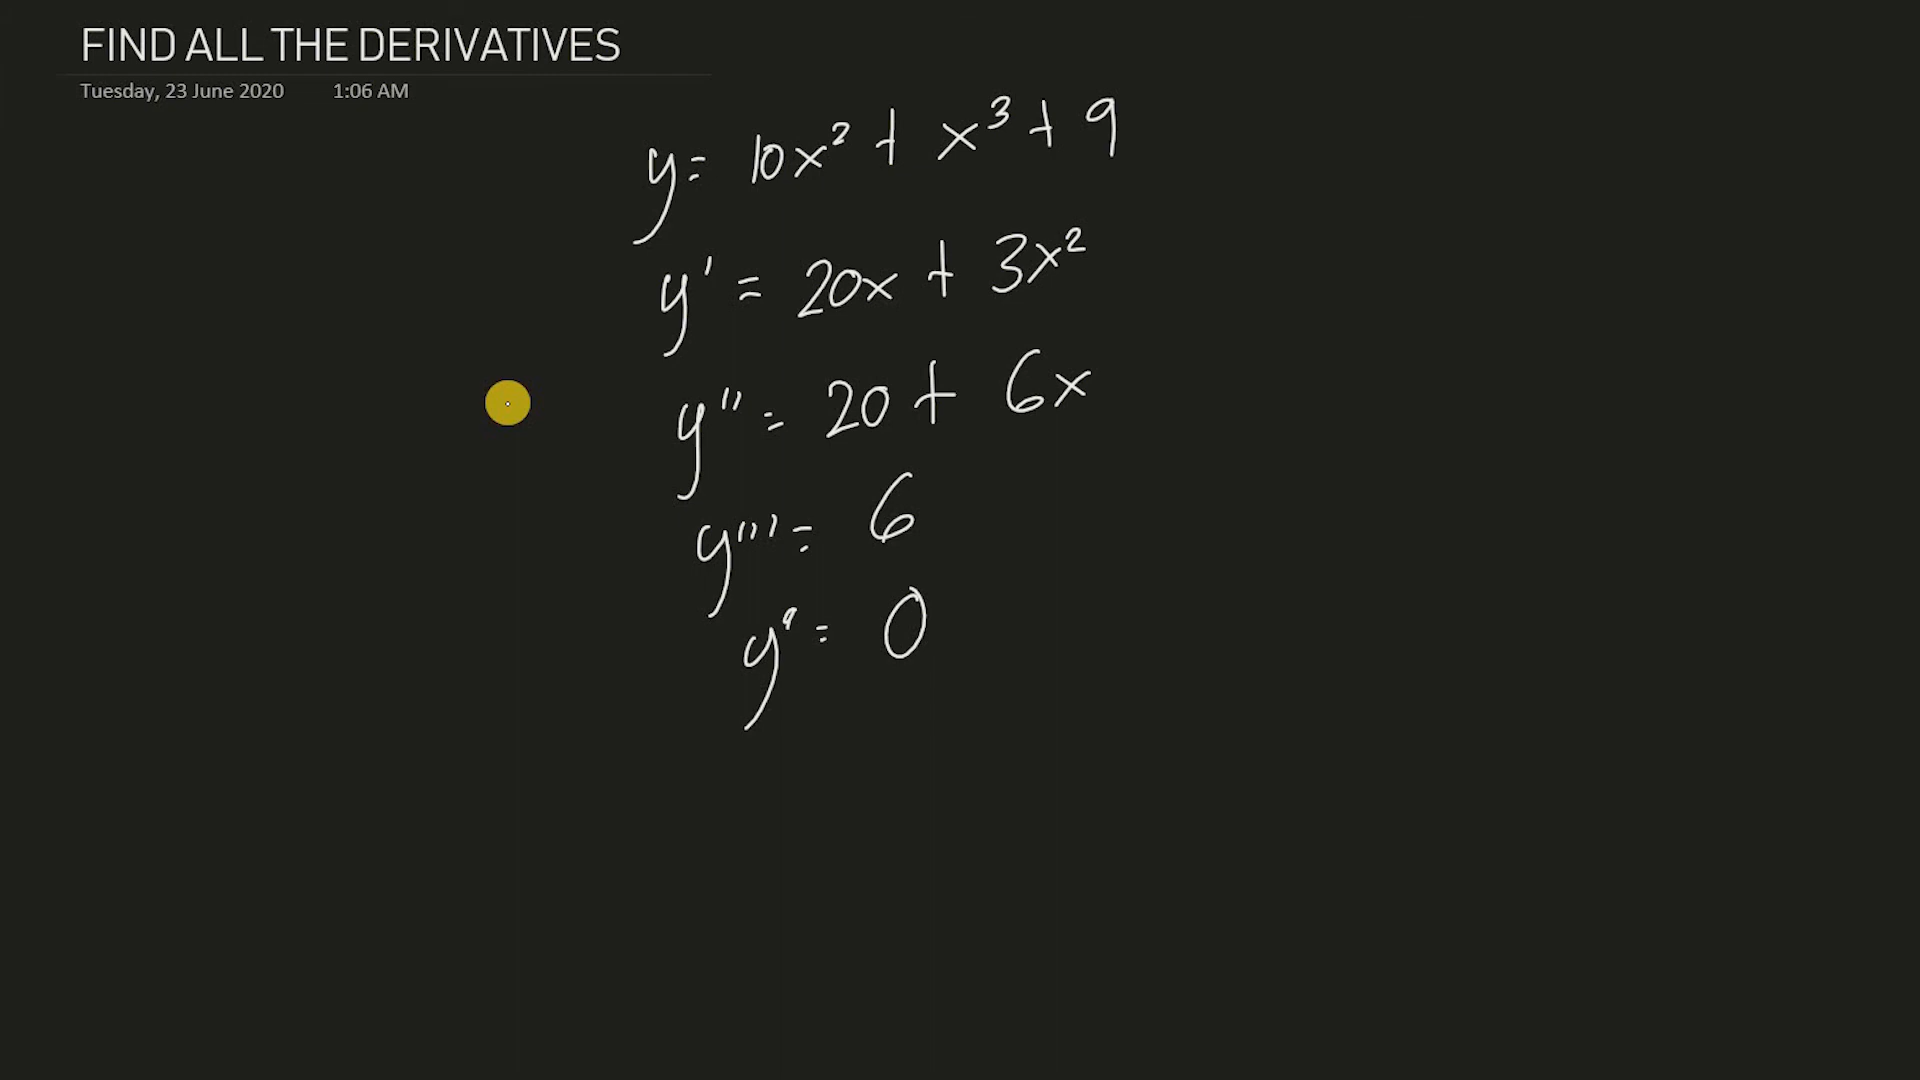 FIND ALL THE DERIVATIVES
Tuesday, 23 June 2020 1:06 AM
y = 10x² + x³ + 9
y' = 20x + 3x²
y'' = 20 + 6x
y''' = 6
y⁴ = 0